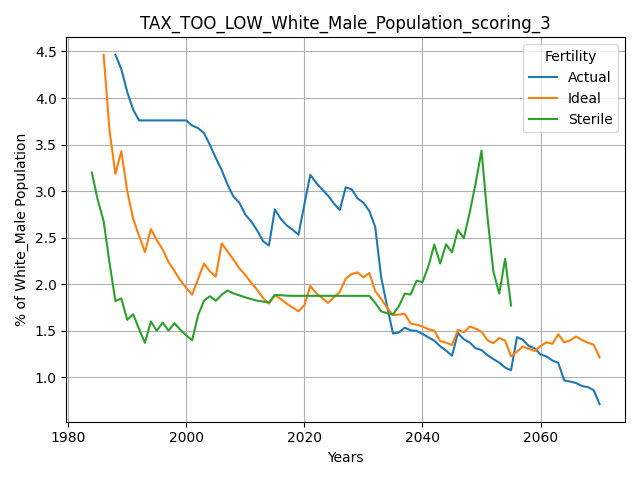 TAX_TOO_LOW_White_Male_Population_scoring_3
Fertility
Actual
Ideal
Sterile
% of White_Male Population
4.5
4.0
3.5
3.0
2.5
2.0
1.5
1.0
1980
2000
2020
2040
2060
Years